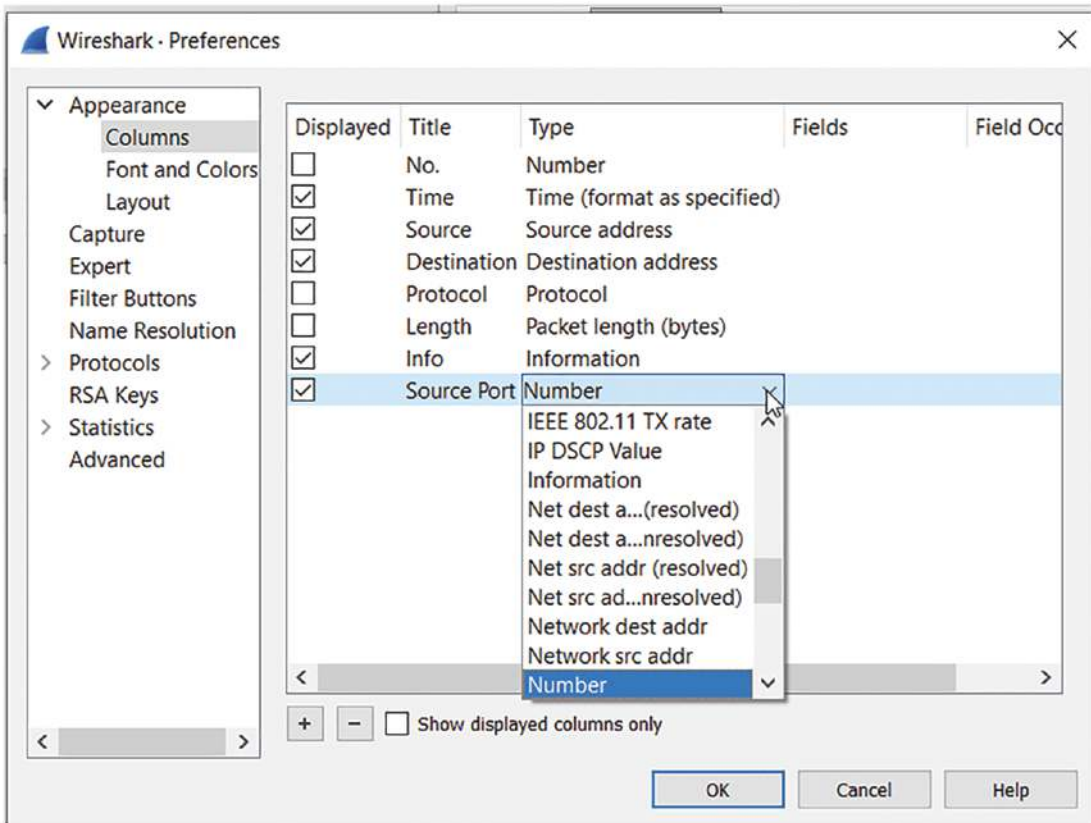 Wireshark · Preferences
Appearance
Columns
Font and Colors
Layout
Capture
Expert
Filter Buttons
Name Resolution
Protocols
RSA Keys
Statistics
Advanced
Displayed Title Type Fields Field Occ
No. Number
Time Time (format as specified)
Source Source address
Destination Destination address
Protocol Protocol
Length Packet length (bytes)
Info Information
Source Port Number
IEEE 802.11 TX rate
IP DSCP Value
Information
Net dest a...(resolved)
Net dest a...nresolved)
Net src addr (resolved)
Net src ad...nresolved)
Network dest addr
Network src addr
Number
+ − Show displayed columns only
OK Cancel Help